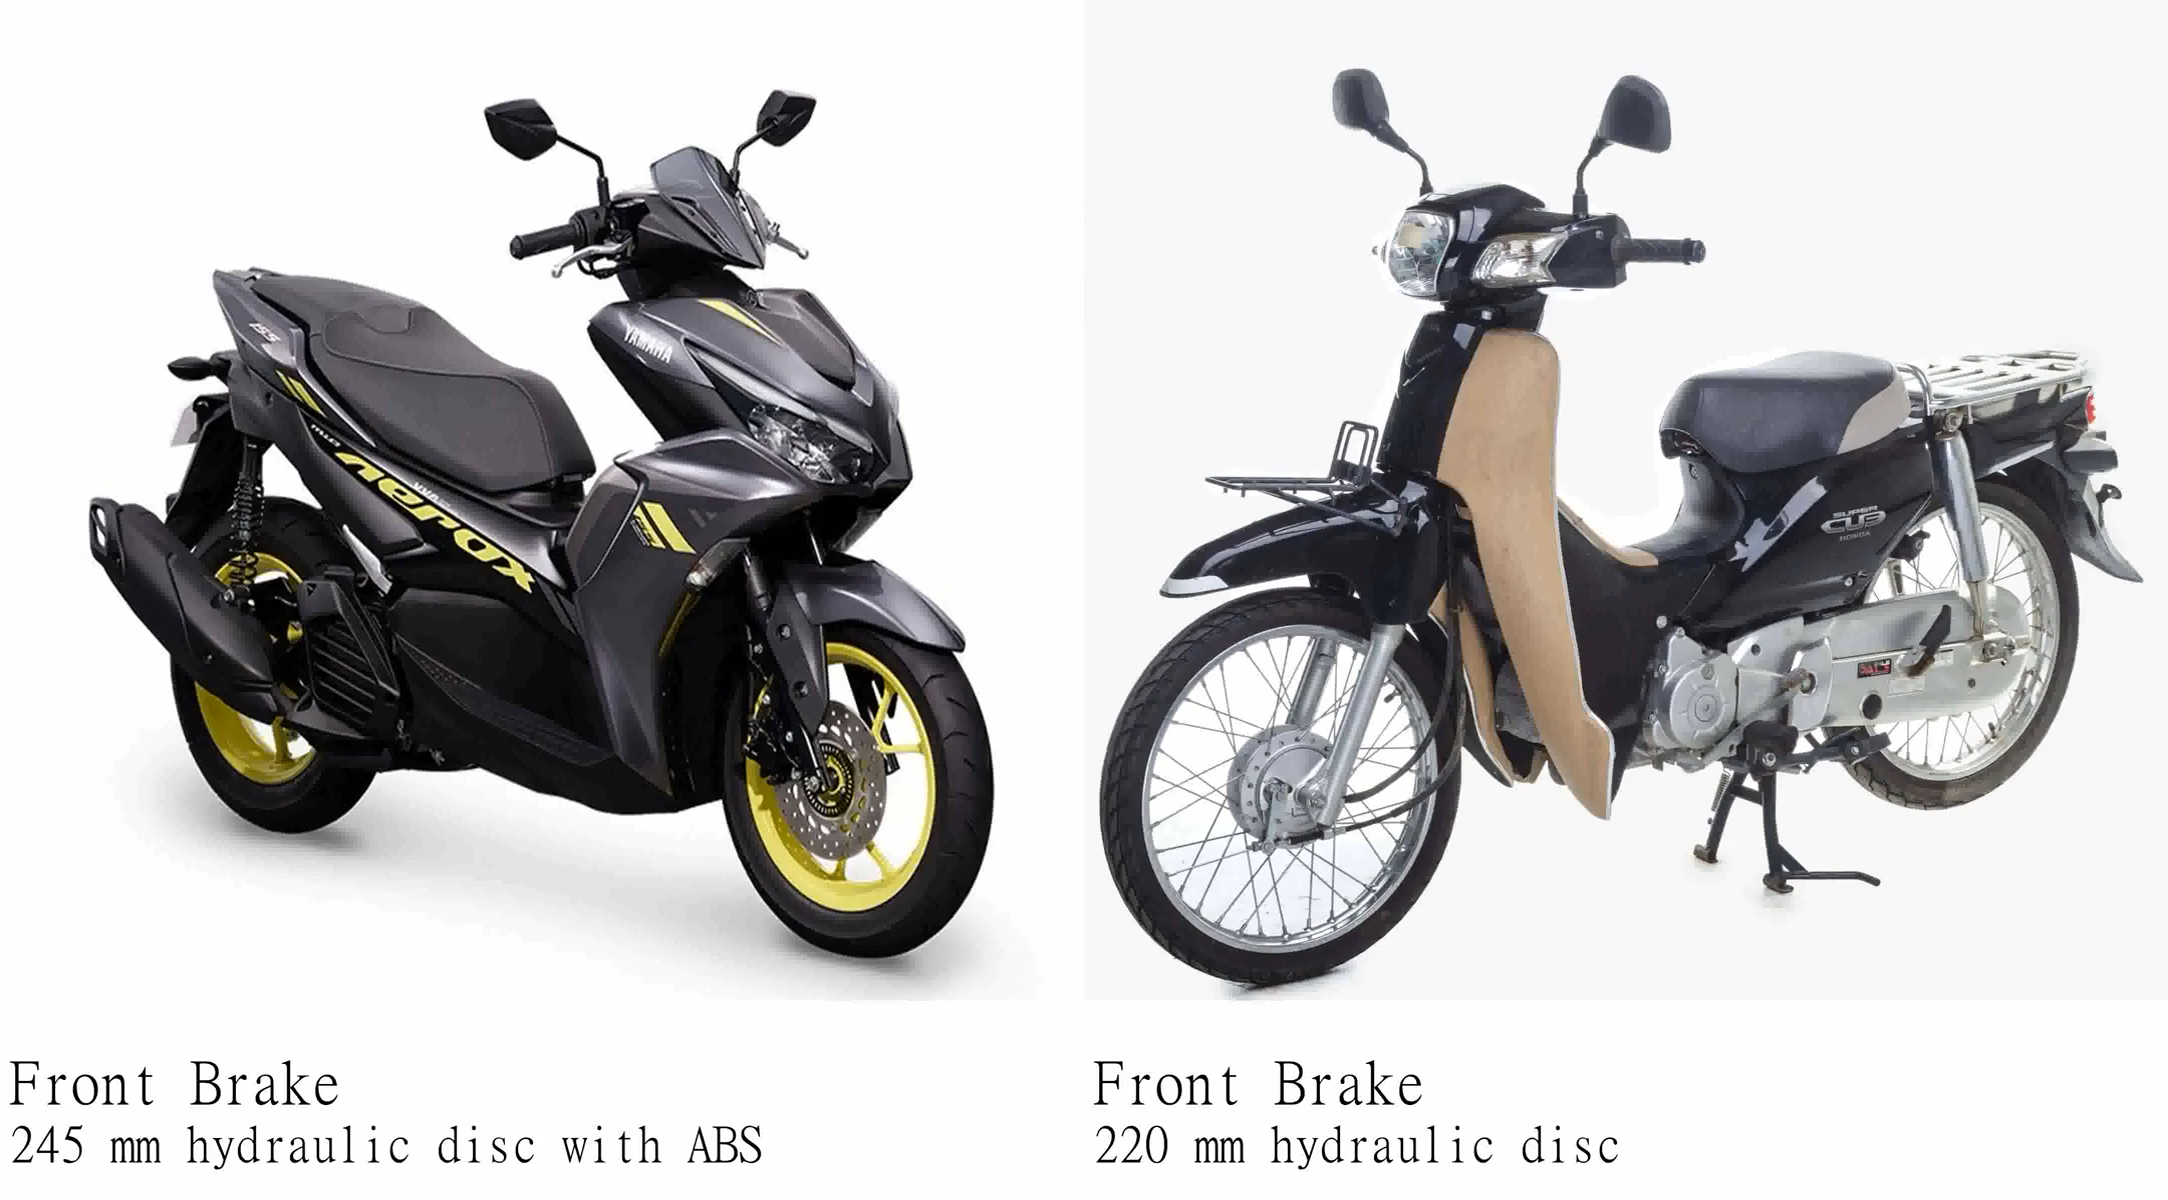 YAMAHA
155
aerox
SUPER
CUB
HONDA
Front Brake
245 mm hydraulic disc with ABS
Front Brake
220 mm hydraulic disc